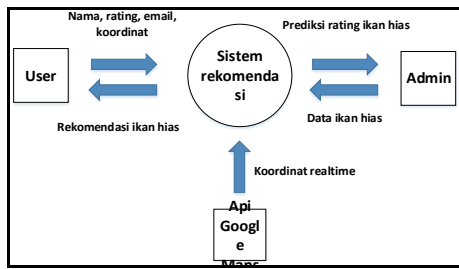 Nama, rating, email,
koordinat
Prediksi rating ikan hias
Sistem
rekomenda
si
User
Admin
Rekomendasi ikan hias
Data ikan hias
Koordinat realtime
Api
Googl
e
Maps